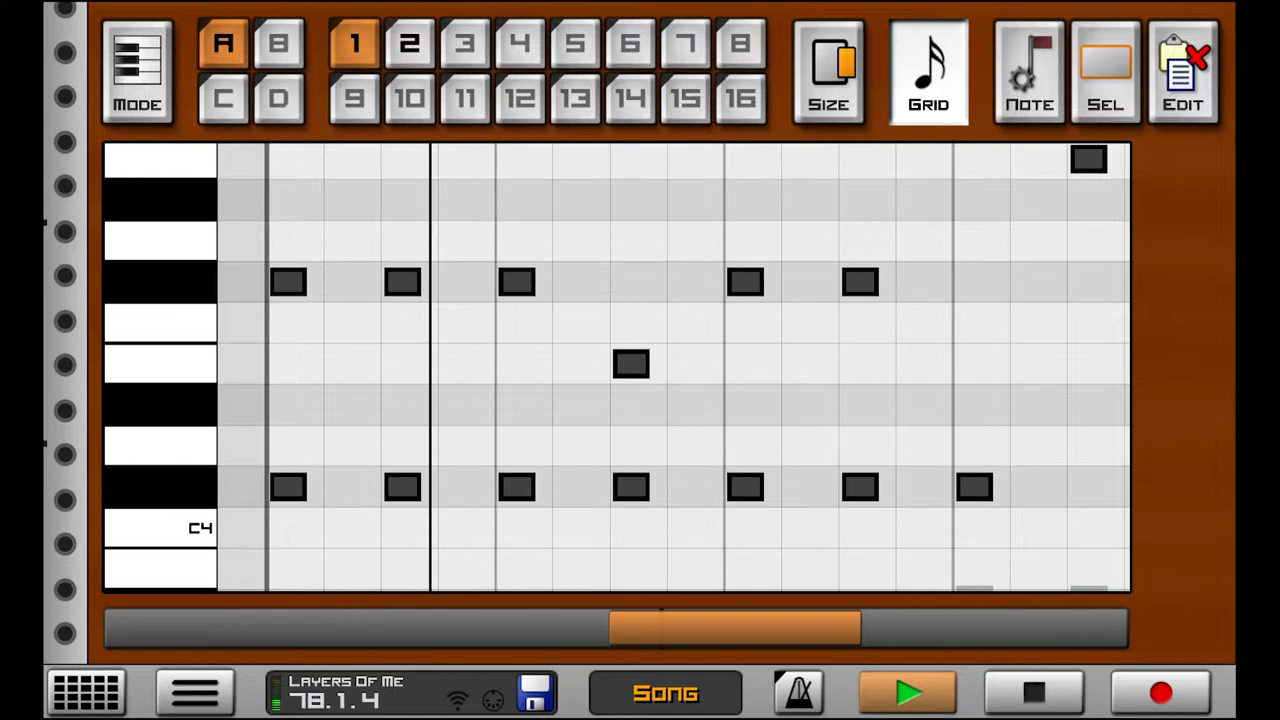 MODE
A B 1 2 3 4 5 6 7 8
C D 9 10 11 12 13 14 15 16
SIZE GRID NOTE SEL EDIT
C4
LAYERS OF ME
78.1.4
SONG